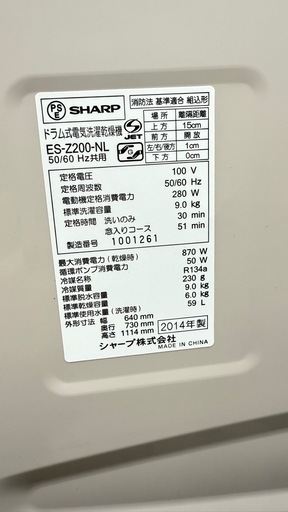 PSE SHARP
ドラム式電気洗濯乾燥機
ES-Z200-NL
50/60 Hz共用
JET
消防法 基準適合 組込形
場所 離隔距離
上方 15cm
前方 開放
左/右/後方 1cm
下方 0cm
定格電圧 100 V
定格周波数 50/60 Hz
電動機定格消費電力 280 W
標準洗濯容量 9.0 kg
定格時間 洗いのみ 30 min
急入りコース 51 min
製造番号 1001261
最大消費電力(乾燥時) 870 W
循環ポンプ消費電力 50 W
冷媒名称 R134a
冷媒質量 230 g
標準脱水容量 9.0 kg
標準乾燥容量 6.0 kg
標準使用水量(洗濯時) 59 L
外形寸法 幅 640 mm
奥行 730 mm
高さ 1114 mm
2014年製
シャープ株式会社
MADE IN CHINA